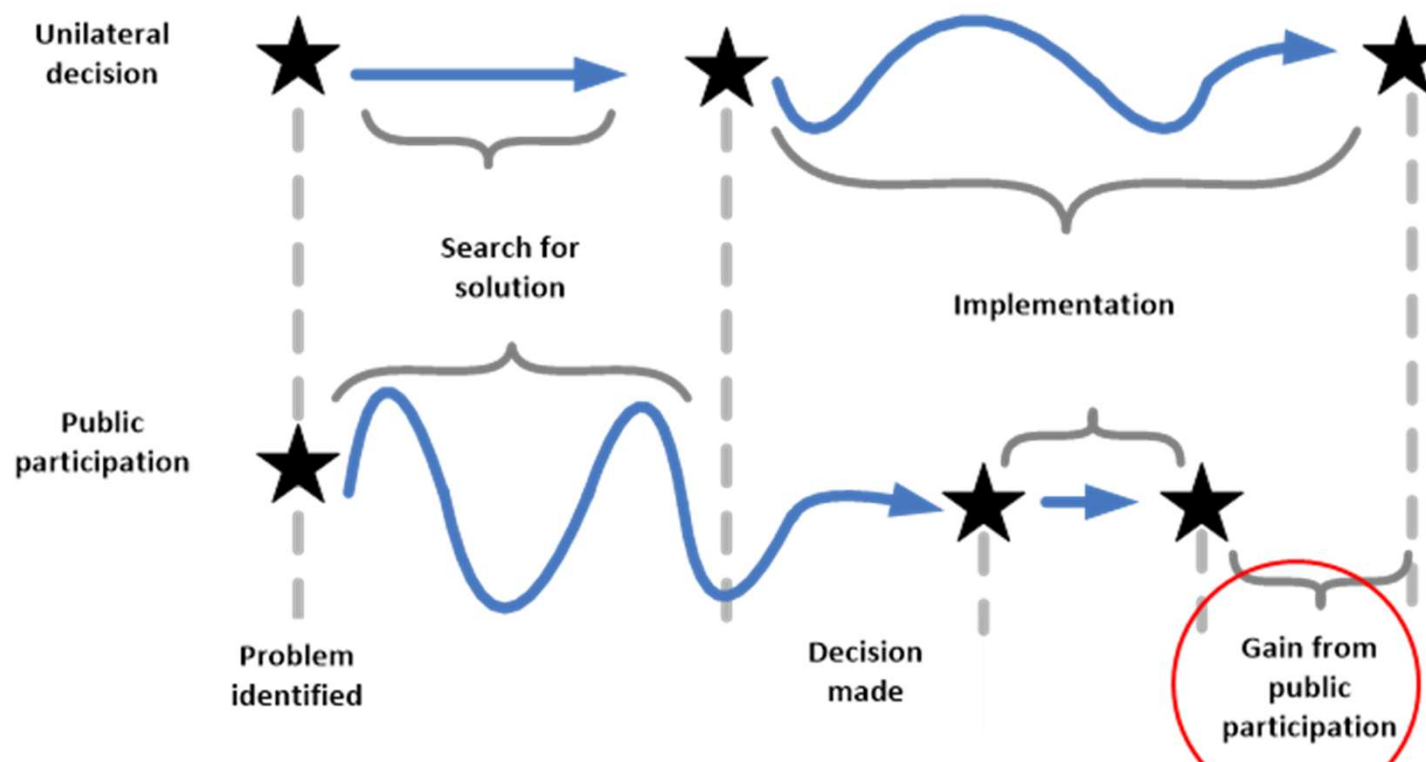 Unilateral
decision
Search for
solution
Implementation
Public
participation
Problem
identified
Decision
made
Gain from
public
participation